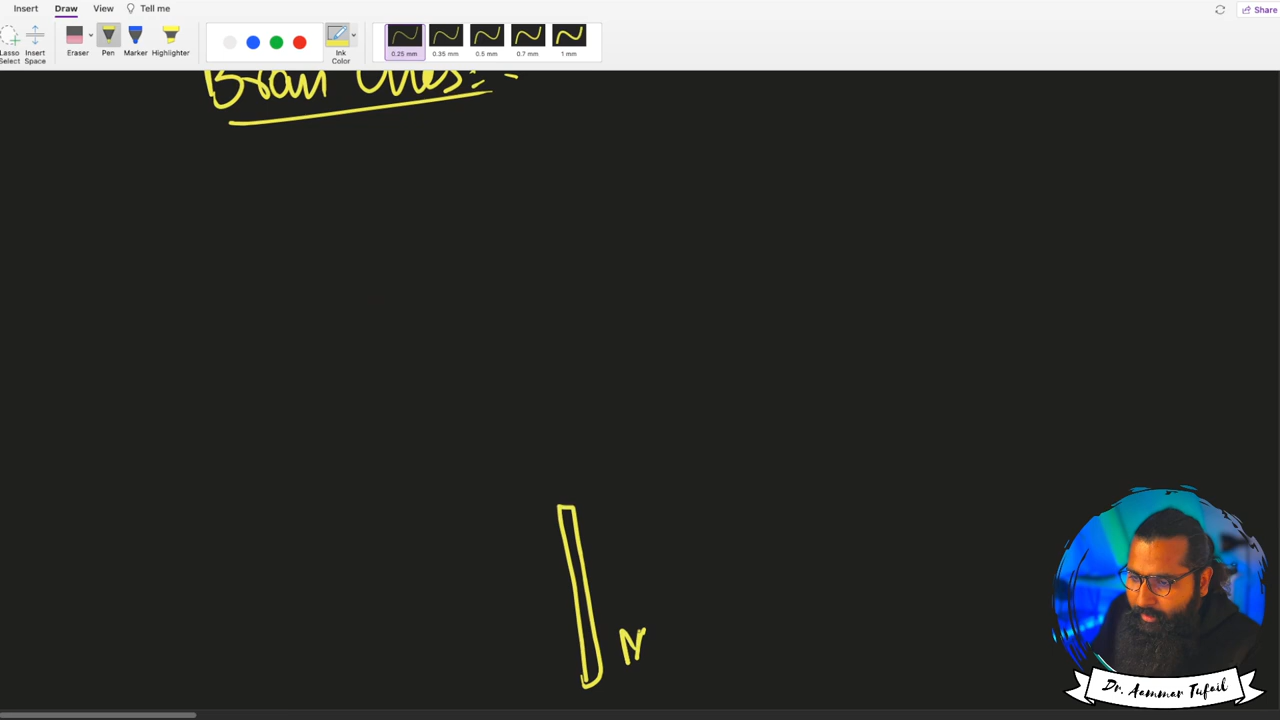 Insert Draw View Tell me Share
Lasso Select
Insert Space
Eraser
Pen
Marker
Highlighter
Ink Color
0.25 mm 0.35 mm 0.5 mm 0.7 mm 1 mm
N
Dr. Aammar Tufail